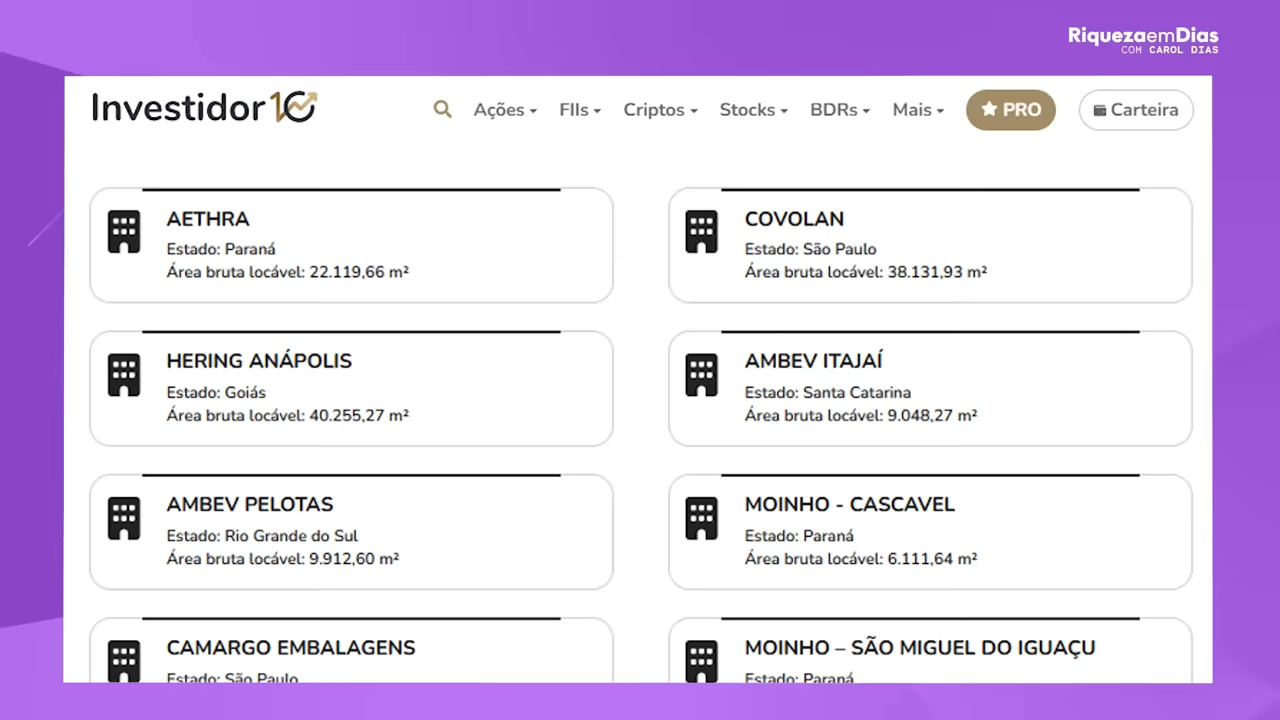 RiquezaemDias
COM CAROL DIAS
Investidor10
Ações FIIs Criptos Stocks BDRs Mais PRO Carteira
AETHRA
Estado: Paraná
Área bruta locável: 22.119,66 m²
COVOLAN
Estado: São Paulo
Área bruta locável: 38.131,93 m²
HERING ANÁPOLIS
Estado: Goiás
Área bruta locável: 40.255,27 m²
AMBEV ITAJAÍ
Estado: Santa Catarina
Área bruta locável: 9.048,27 m²
AMBEV PELOTAS
Estado: Rio Grande do Sul
Área bruta locável: 9.912,60 m²
MOINHO - CASCAVEL
Estado: Paraná
Área bruta locável: 6.111,64 m²
CAMARGO EMBALAGENS
Estado: São Paulo
MOINHO – SÃO MIGUEL DO IGUAÇU
Estado: Paraná